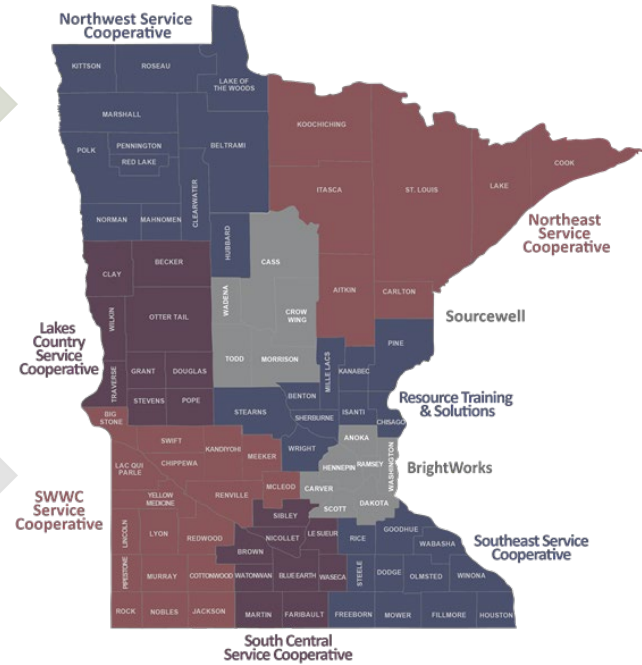 Northwest Service
Cooperative
KITTSON
ROSEAU
LAKE OF
THE WOODS
MARSHALL
KOOCHICHING
POLK
PENNINGTON
RED LAKE
BELTRAMI
COOK
CLEARWATER
ITASCA
ST. LOUIS
LAKE
NORMAN
MAHNOMEN
HUBBARD
Northeast
Service
Cooperative
CASS
CLAY
BECKER
WADENA
AITKIN
CARLTON
CROW
WING
Sourcewell
WILKIN
OTTER TAIL
Lakes
Country
Service
Cooperative
TODD
MORRISON
MILLE LACS
KANABEC
PINE
TRAVERSE
GRANT
DOUGLAS
STEVENS
POPE
BENTON
Resource Training
& Solutions
BIG
STONE
STEARNS
SHERBURNE
ISANTI
CHISAGO
SWIFT
KANDIYOHI
MEEKER
WRIGHT
ANOKA
LAC QUI
PARLE
CHIPPEWA
HENNEPIN
RAMSEY
WASHINGTON
BrightWorks
SWWC
Service
Cooperative
YELLOW
MEDICINE
RENVILLE
MCLEOD
CARVER
SCOTT
DAKOTA
SIBLEY
LINCOLN
LYON
REDWOOD
NICOLLET
LE SUEUR
RICE
GOODHUE
WABASHA
Southeast Service
Cooperative
BROWN
PIPESTONE
MURRAY
COTTONWOOD
WATONWAN
BLUE EARTH
WASECA
STEELE
DODGE
OLMSTED
WINONA
ROCK
NOBLES
JACKSON
MARTIN
FARIBAULT
FREEBORN
MOWER
FILLMORE
HOUSTON
South Central
Service Cooperative